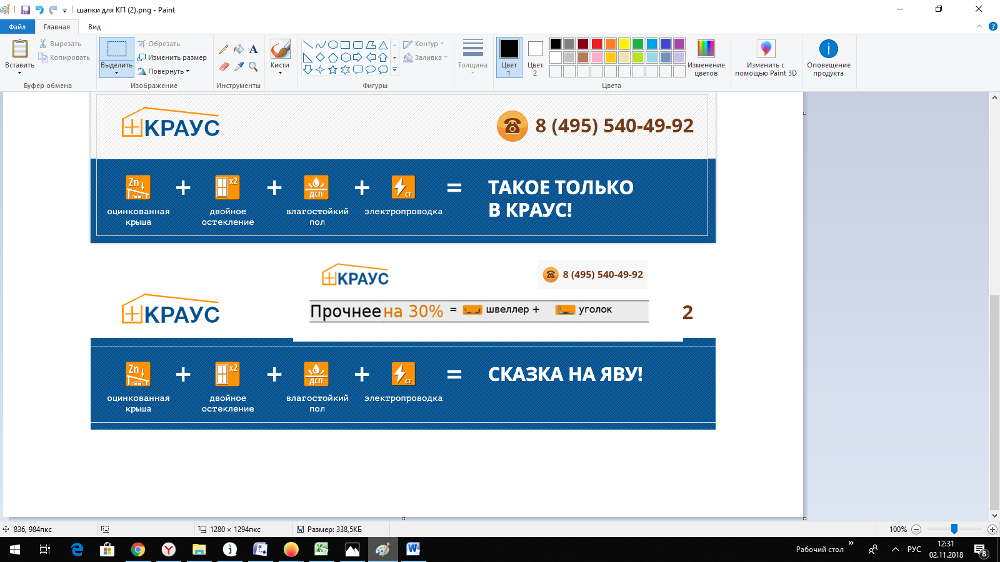 шапки для КП (2).png - Paint
Файл
Главная
Вид
Вставить
Вырезать
Копировать
Буфер обмена
Выделить
Обрезать
Изменить размер
Повернуть
Изображение
Инструменты
Кисти
Контур
Заливка
Фигуры
Толщина
Цвет 1
Цвет 2
Изменение цветов
Цвета
Изменить с помощью Paint 3D
Оповещение продукта
КРАУС
8 (495) 540-49-92
Zn
x2
дсп
ст
+ + + =
ТАКОЕ ТОЛЬКО
В КРАУС!
оцинкованная крыша
двойное остекление
влагостойкий пол
электропроводка
КРАУС
8 (495) 540-49-92
КРАУС
Прочнее на 30% = швеллер + уголок
2
Zn
x2
дсп
ст
+ + + =
СКАЗКА НА ЯВУ!
оцинкованная крыша
двойное остекление
влагостойкий пол
электропроводка
836, 984пкс
1280 × 1294пкс
Размер: 338,5КБ
100%
Рабочий стол
РУС
12:31
02.11.2018
8